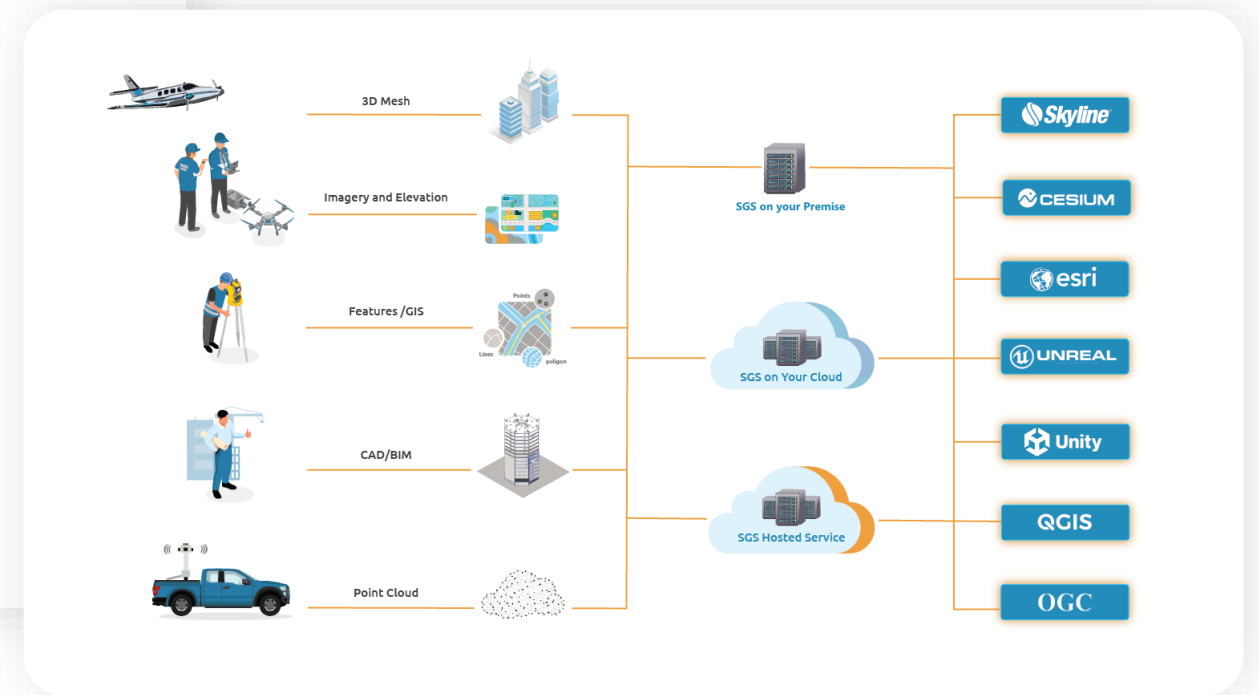 3D Mesh
Imagery and Elevation
Features /GIS
Points
Lines
poligon
CAD/BIM
Point Cloud
SGS on your Premise
SGS on Your Cloud
SGS Hosted Service
Skyline
CESIUM
esri
UNREAL
Unity
QGIS
OGC